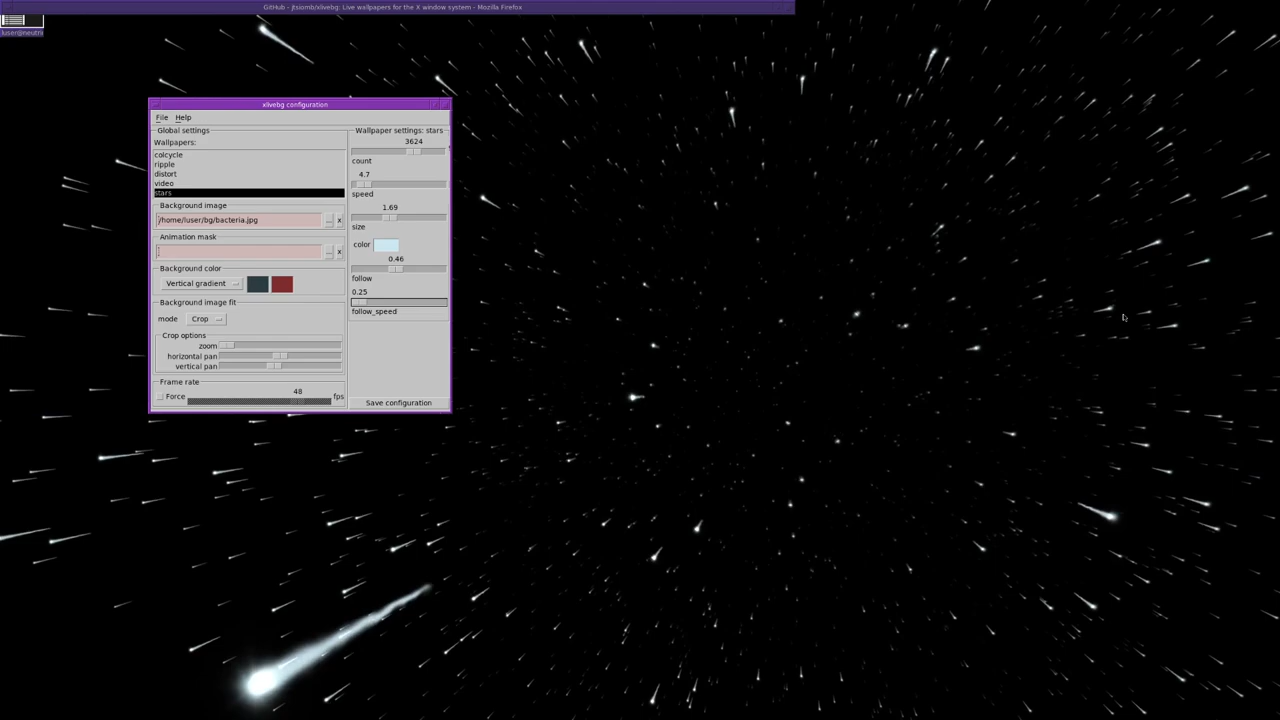 GitHub - jtsiomb/xlivebg: Live wallpapers for the X window system - Mozilla Firefox
luser@neutri
xlivebg configuration
File Help
Global settings
Wallpapers:
colcycle
ripple
distort
video
stars
Background image
/home/luser/bg/bacteria.jpg
... x
Animation mask
... x
Background color
Vertical gradient
Background image fit
mode Crop
Crop options
zoom
horizontal pan
vertical pan
Frame rate
48
Force fps
Wallpaper settings: stars
3624
count
4.7
speed
1.69
size
color
0.46
follow
0.25
follow_speed
Save configuration